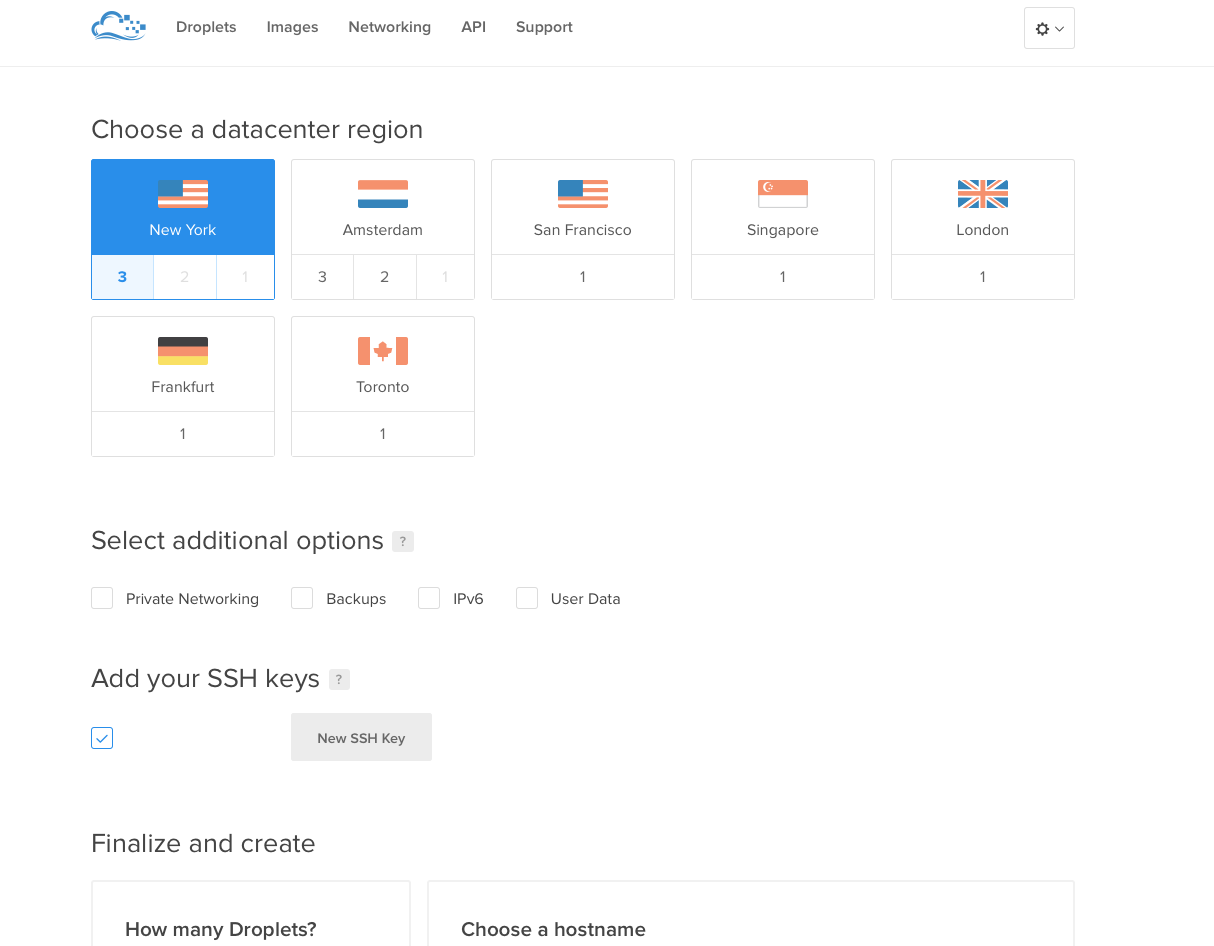 Droplets Images Networking API Support
Choose a datacenter region
New York Amsterdam San Francisco Singapore London
3 2 1 3 2 1 1 1 1
Frankfurt Toronto
1 1
Select additional options ?
Private Networking Backups IPv6 User Data
Add your SSH keys ?
New SSH Key
Finalize and create
How many Droplets? Choose a hostname